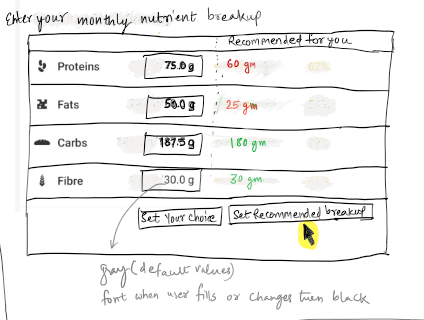 Enter your monthly nutrient breakup
Recommended for you
Proteins 75.0 g 60 gm
Fats 50.0 g 25 gm
Carbs 187.5 g 180 gm
Fibre 30.0 g 30 gm
Set Your choice Set Recommended breakup
gray (default values)
font when user fills or changes then black